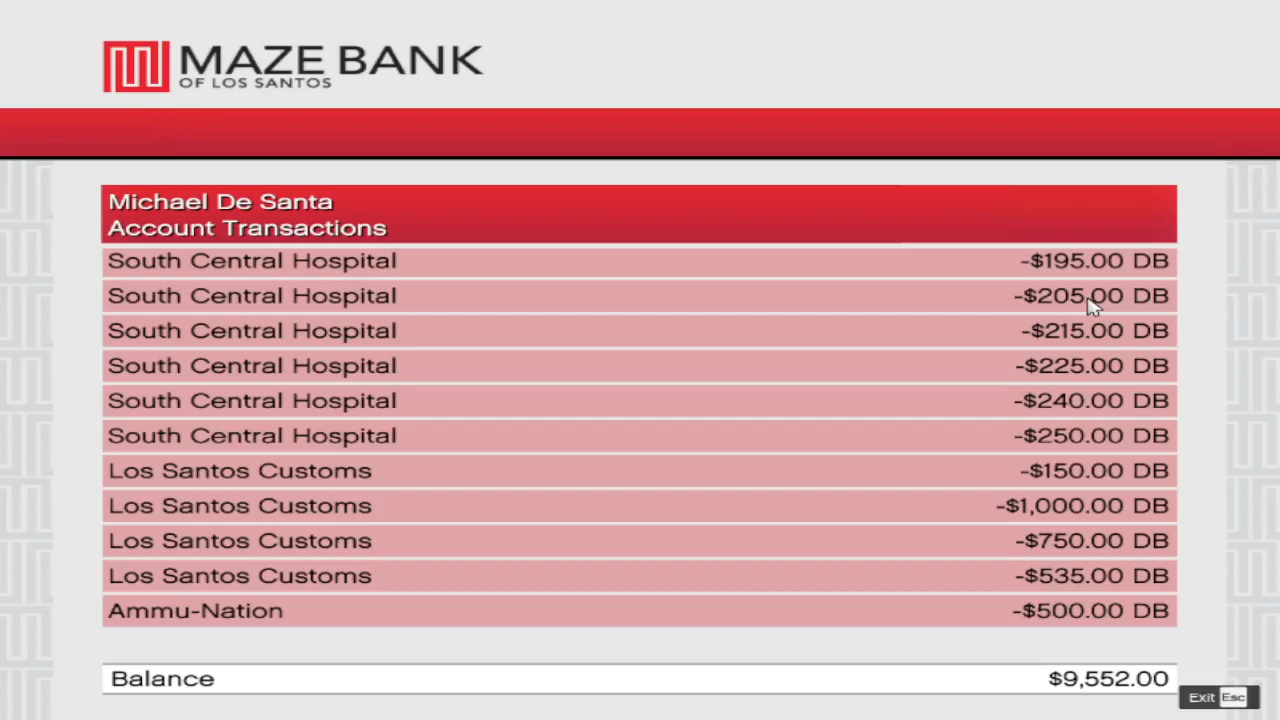 MAZE BANK
OF LOS SANTOS
Michael De Santa
Account Transactions
South Central Hospital -$195.00 DB
South Central Hospital -$205.00 DB
South Central Hospital -$215.00 DB
South Central Hospital -$225.00 DB
South Central Hospital -$240.00 DB
South Central Hospital -$250.00 DB
Los Santos Customs -$150.00 DB
Los Santos Customs -$1,000.00 DB
Los Santos Customs -$750.00 DB
Los Santos Customs -$535.00 DB
Ammu-Nation -$500.00 DB
Balance $9,552.00
Exit Esc